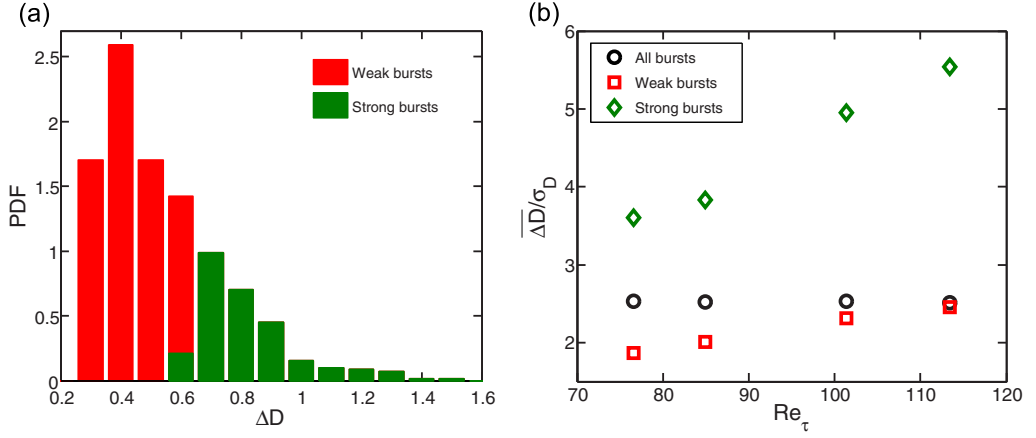 (a)
2.5
2
1.5
1
0.5
0
PDF
0.2 0.4 0.6 0.8 1 1.2 1.4 1.6
ΔD
Weak bursts
Strong bursts
(b)
6
5
4
3
2
ΔD/σ_D
70 80 90 100 110 120
Re_τ
All bursts
Weak bursts
Strong bursts